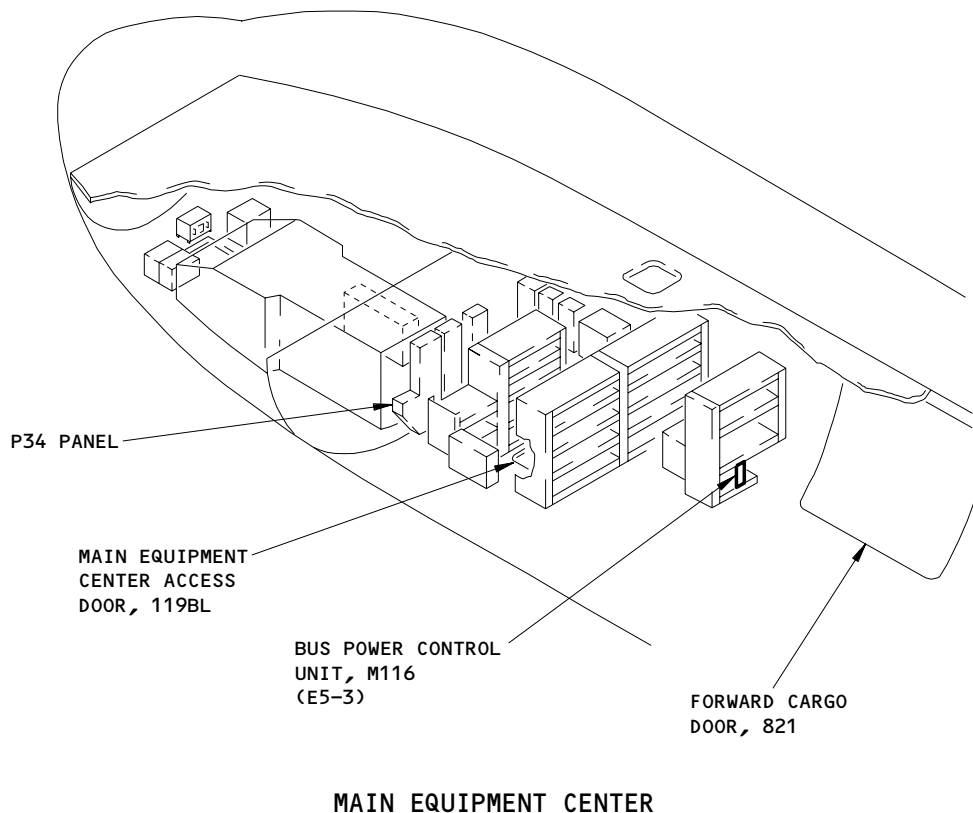 P34 PANEL
MAIN EQUIPMENT
CENTER ACCESS
DOOR, 119BL
BUS POWER CONTROL
UNIT, M116
(E5-3)
FORWARD CARGO
DOOR, 821
MAIN EQUIPMENT CENTER